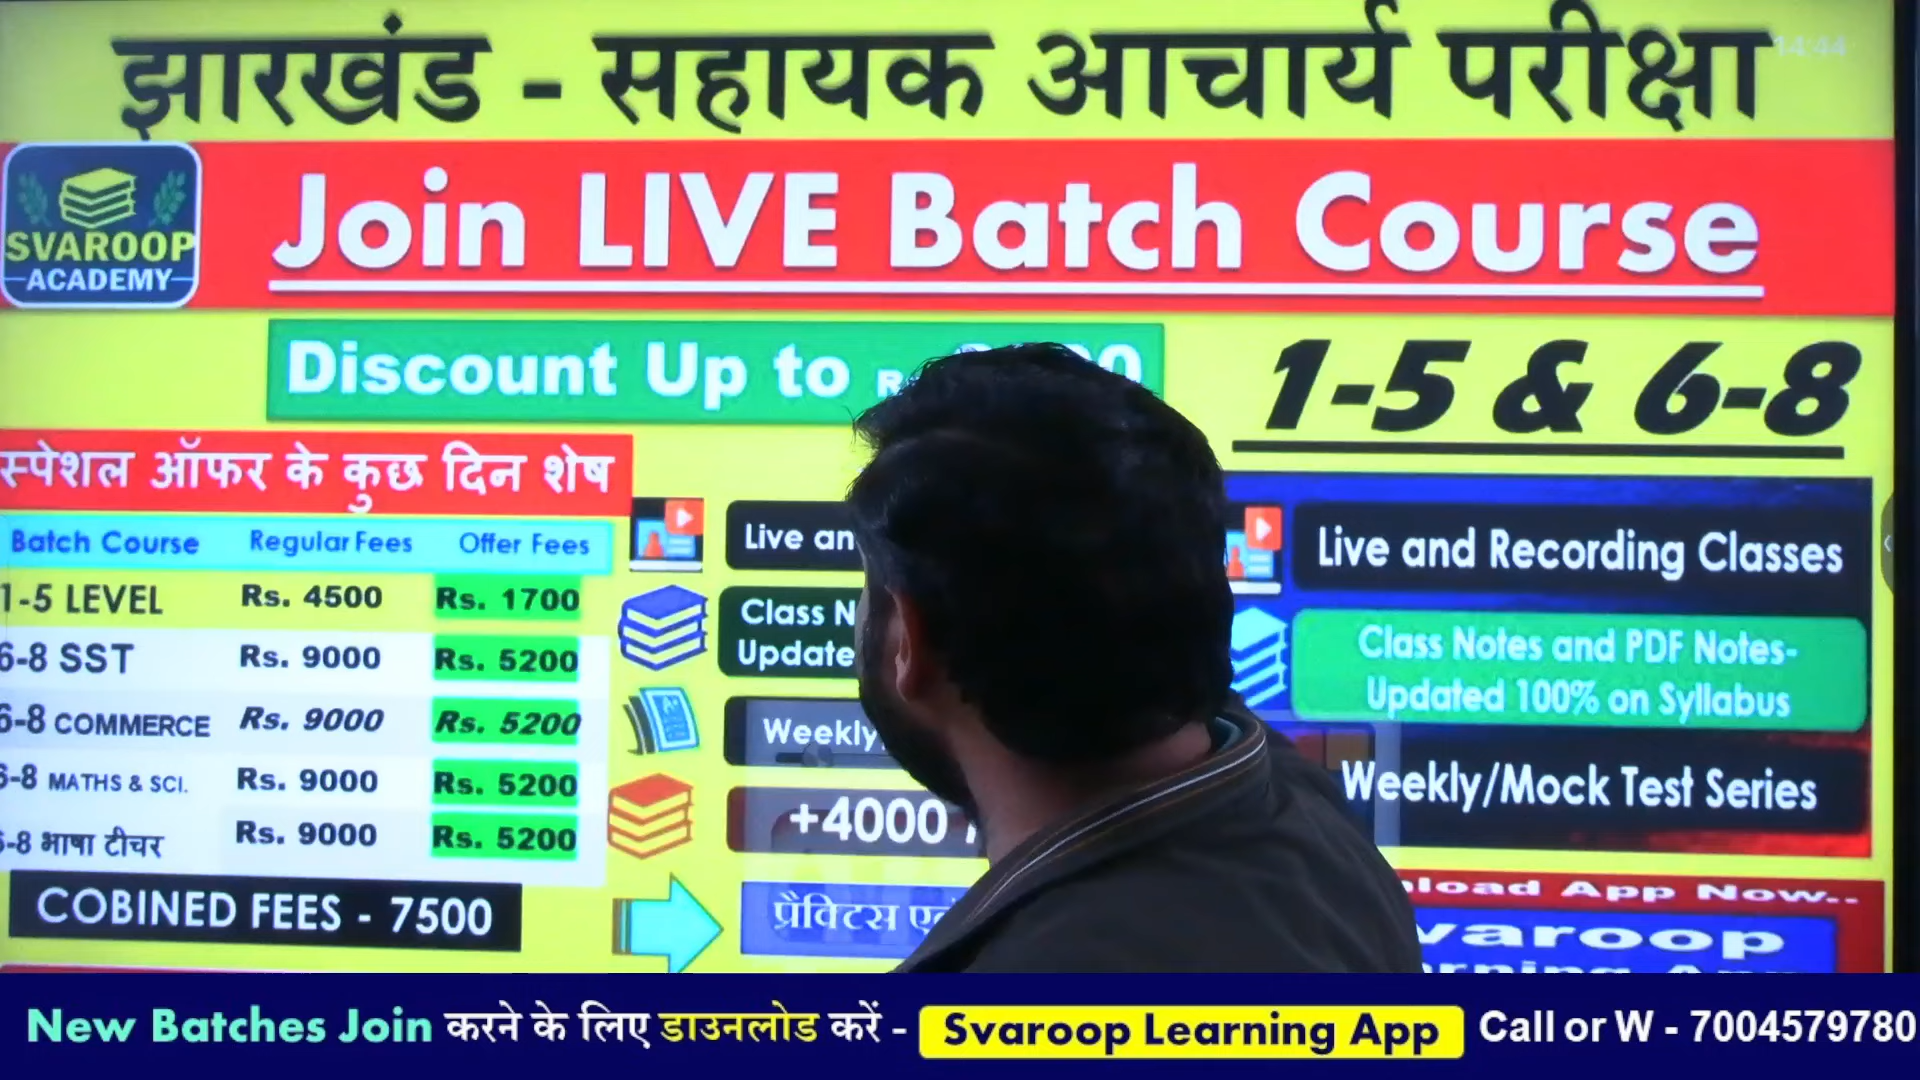 14:44
झारखंड - सहायक आचार्य परीक्षा
SVAROOP
ACADEMY
Join LIVE Batch Course
Discount Up to
1-5 & 6-8
स्पेशल ऑफर के कुछ दिन शेष
Batch Course Regular Fees Offer Fees
1-5 LEVEL Rs. 4500 Rs. 1700
6-8 SST Rs. 9000 Rs. 5200
6-8 COMMERCE Rs. 9000 Rs. 5200
6-8 MATHS & SCI. Rs. 9000 Rs. 5200
6-8 भाषा टीचर Rs. 9000 Rs. 5200
COBINED FEES - 7500
Live
Class
Weekly
+4000
प्रैक्टिस
Live and Recording Classes
Class Notes and PDF Notes-
Updated 100% on Syllabus
Weekly/Mock Test Series
App Now--
New Batches Join करने के लिए डाउनलोड करें - Svaroop Learning App Call or W - 7004579780